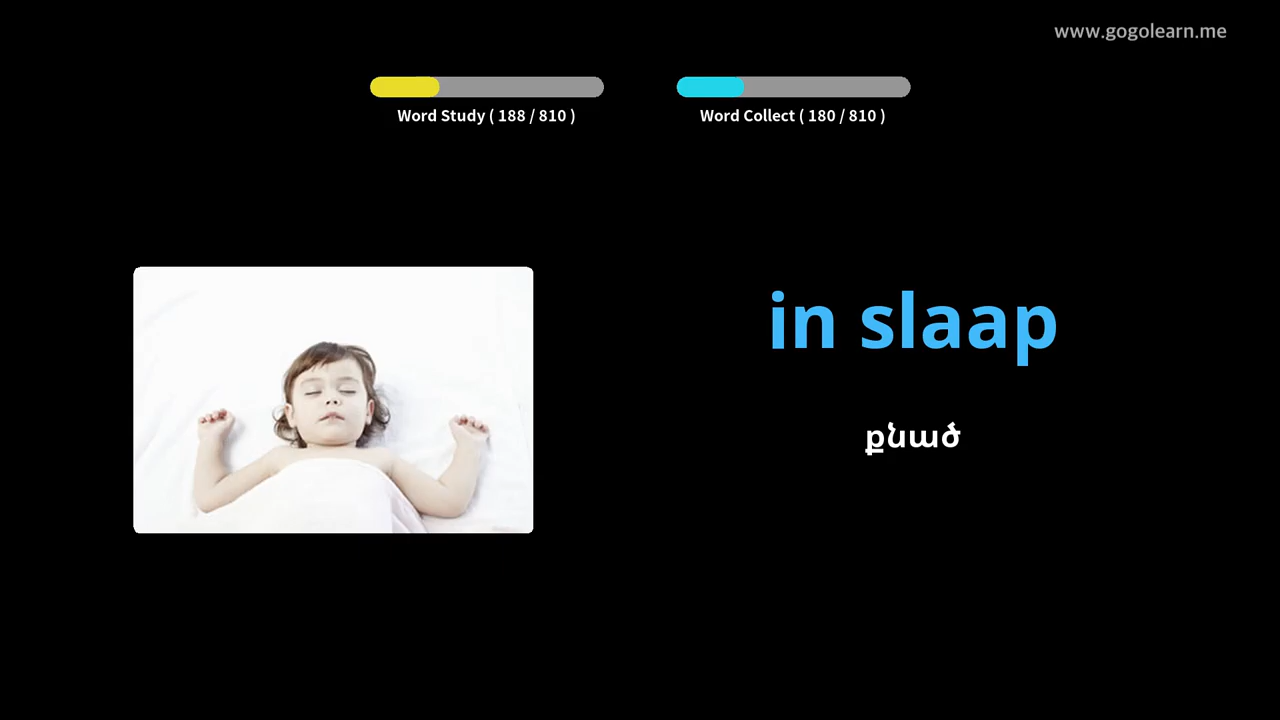 www.gogolearn.me
Word Study ( 188 / 810 )
Word Collect ( 180 / 810 )
in slaap
քնած